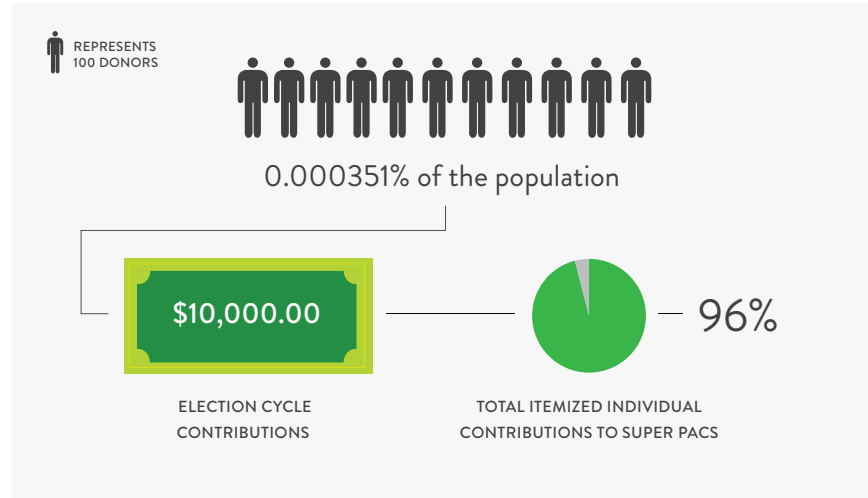 REPRESENTS
100 DONORS
0.000351% of the population
$10,000.00
96%
ELECTION CYCLE
CONTRIBUTIONS
TOTAL ITEMIZED INDIVIDUAL
CONTRIBUTIONS TO SUPER PACS